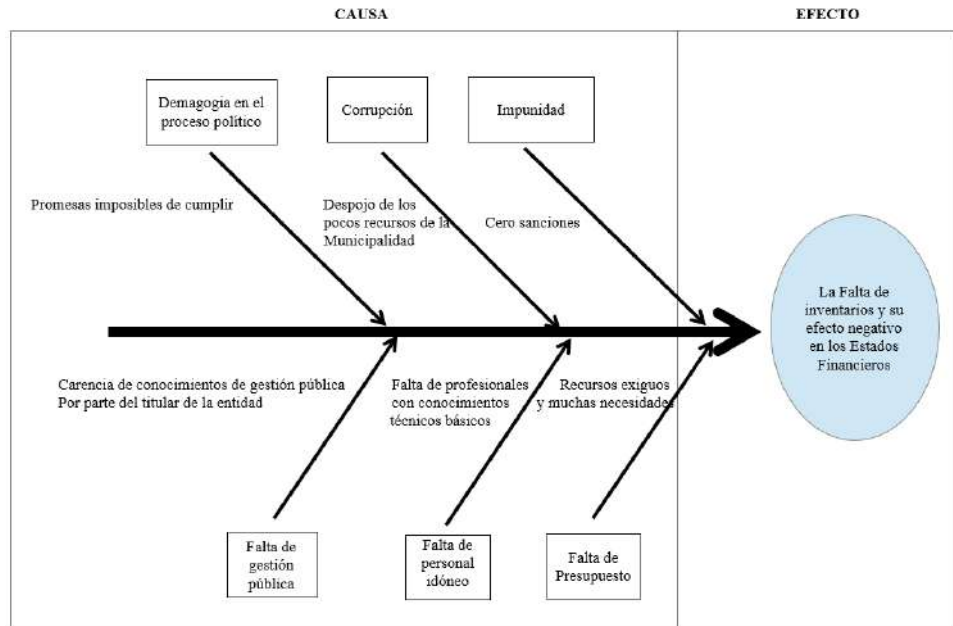 CAUSA
EFECTO
Demagogia en el
proceso político
Corrupción
Impunidad
Promesas imposibles de cumplir
Despojo de los
pocos recursos de la
Municipalidad
Cero sanciones
La Falta de
inventarios y su
efecto negativo
en los Estados
Financieros
Carencia de conocimientos de gestión pública
Por parte del titular de la entidad
Falta de profesionales
con conocimientos
técnicos básicos
Recursos exiguos
y muchas necesidades
Falta de
gestión
pública
Falta de
personal
idóneo
Falta de
Presupuesto